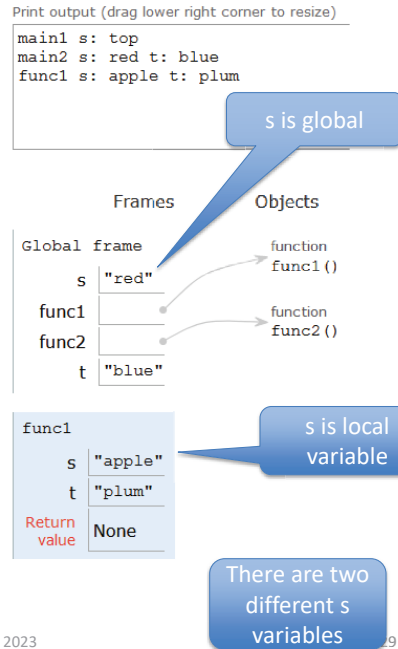 Print output (drag lower right corner to resize)
main1 s: top
main2 s: red t: blue
func1 s: apple t: plum
s is global
Frames Objects
Global frame
s "red"
func1
func2
t "blue"
function
func1()
function
func2()
func1
s "apple"
t "plum"
Return
value None
s is local
variable
There are two
different s
variables
2023